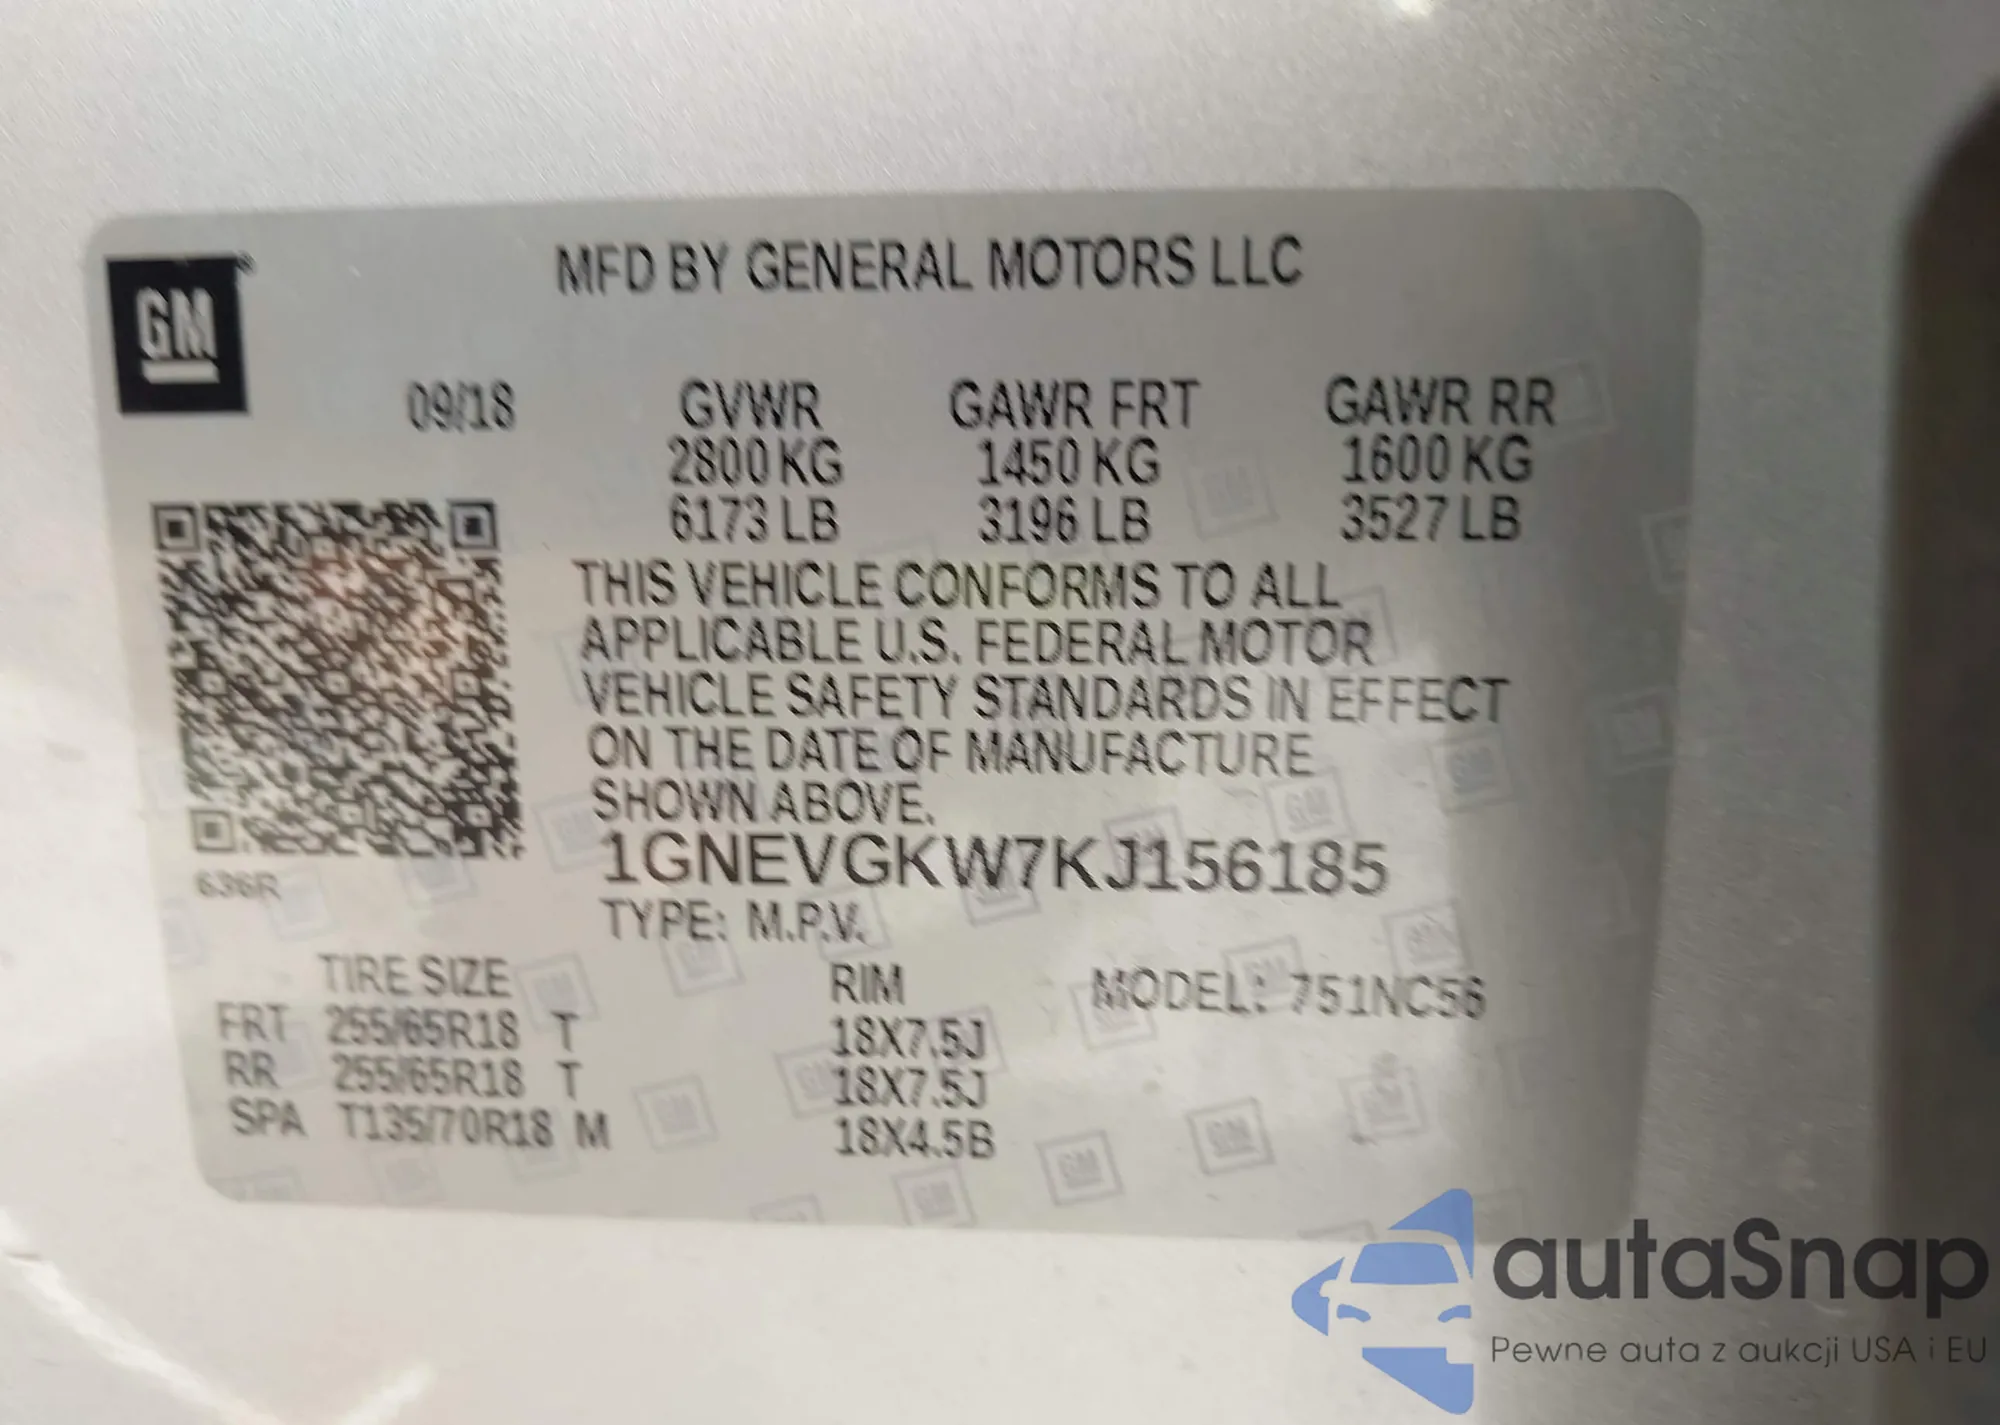 MFD BY GENERAL MOTORS LLC
GM
09/18 GVWR GAWR FRT GAWR RR
2800 KG 1450 KG 1600 KG
6173 LB 3196 LB 3527 LB
THIS VEHICLE CONFORMS TO ALL
APPLICABLE U.S. FEDERAL MOTOR
VEHICLE SAFETY STANDARDS IN EFFECT
ON THE DATE OF MANUFACTURE
SHOWN ABOVE.
1GNEVGKW7KJ156185
636R
TYPE: M.P.V.
TIRE SIZE RIM MODEL: 751NC56
FRT 255/65R18 T 18X7.5J
RR 255/65R18 T 18X7.5J
SPA T135/70R18 M 18X4.5B
autaSnap
Pewne auta z aukcji USA i EU